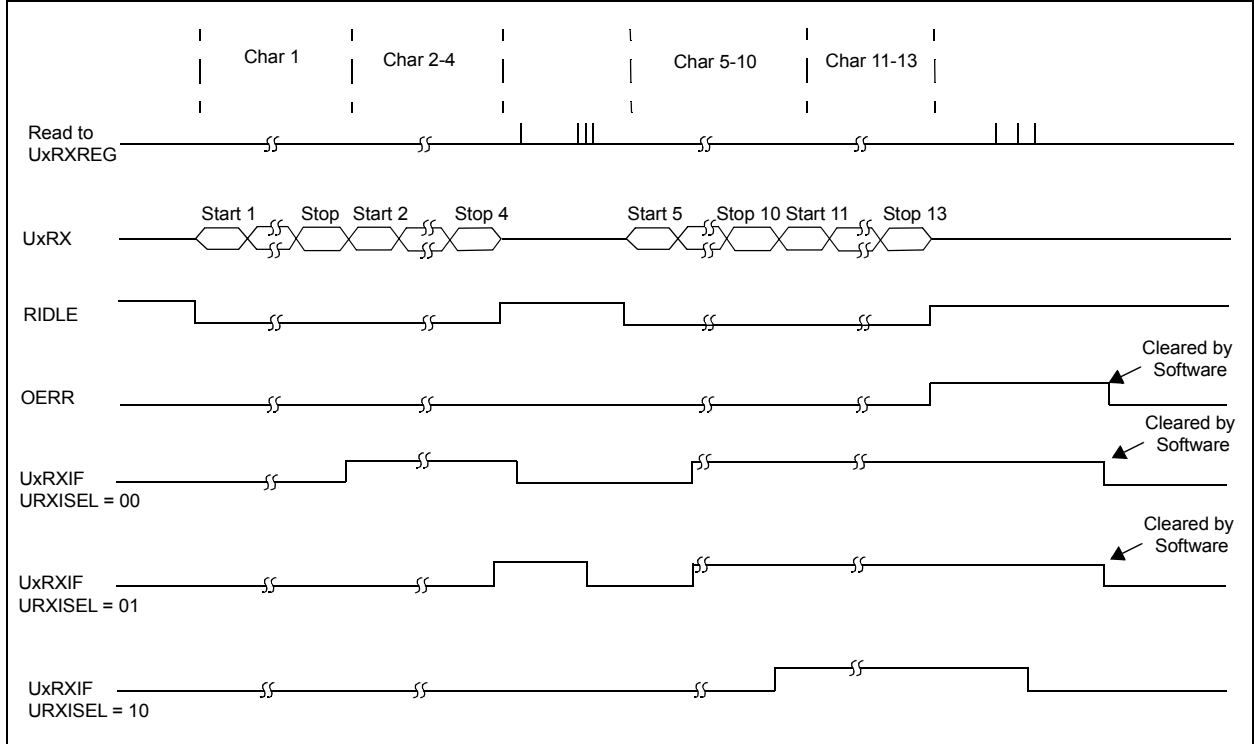 Char 1
Char 2-4
Char 5-10
Char 11-13
Read to
UxRXREG
Start 1
Stop
Start 2
Stop 4
Start 5
Stop 10
Start 11
Stop 13
UxRX
RIDLE
Cleared by
Software
OERR
Cleared by
Software
UxRXIF
URXISEL = 00
Cleared by
Software
UxRXIF
URXISEL = 01
UxRXIF
URXISEL = 10